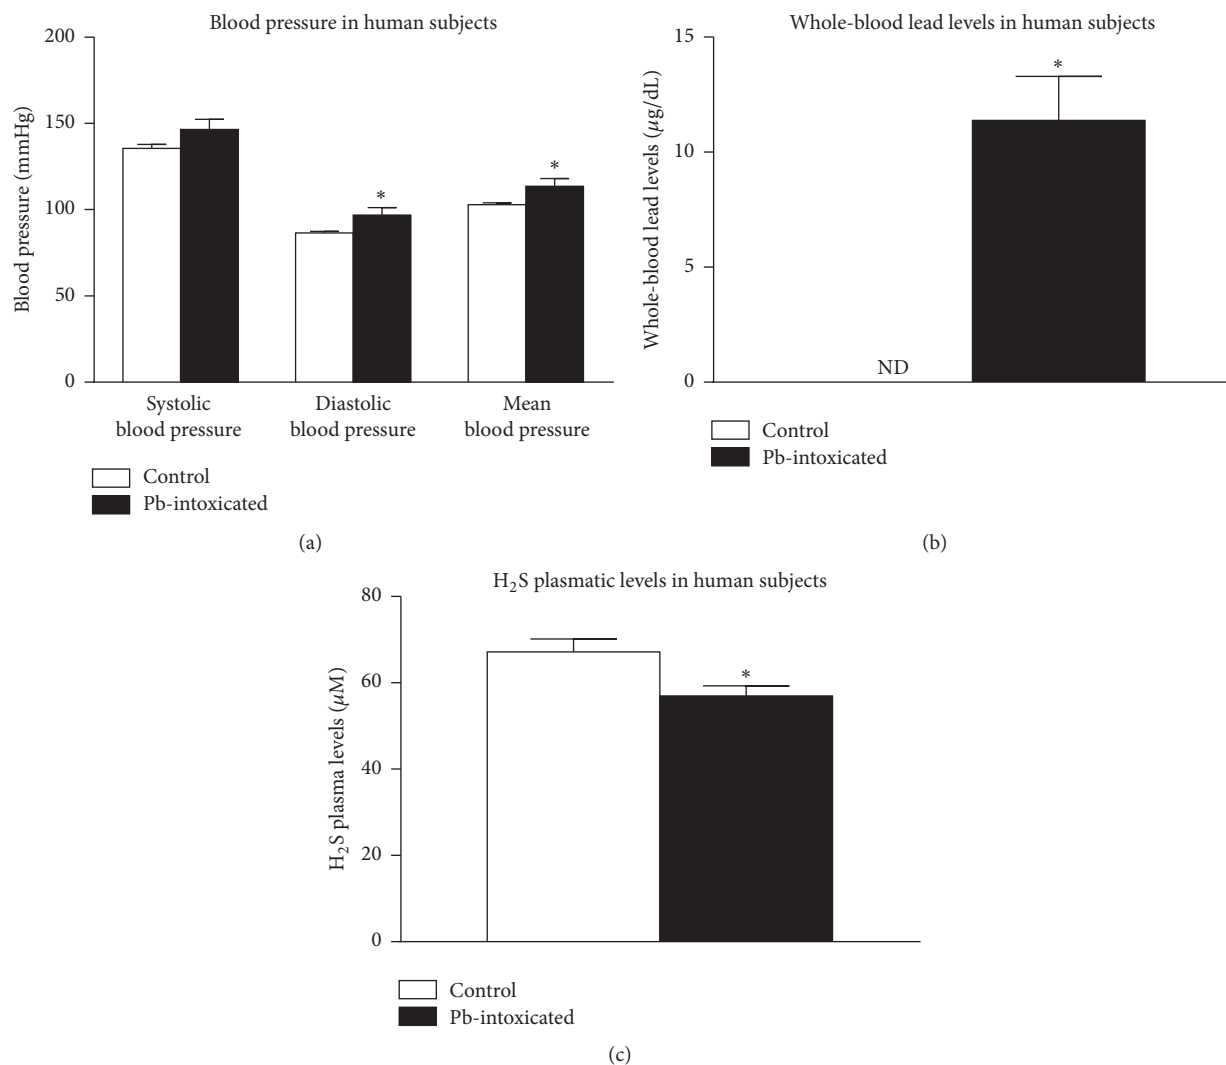 Blood pressure in human subjects
200
150
100
50
0
Blood pressure (mmHg)
*
*
Systolic
blood pressure
Diastolic
blood pressure
Mean
blood pressure
Control
Pb-intoxicated
(a)
Whole-blood lead levels in human subjects
15
10
5
0
Whole-blood lead levels (μg/dL)
*
ND
Control
Pb-intoxicated
(b)
H₂S plasmatic levels in human subjects
80
60
40
20
0
H₂S plasma levels (μM)
*
Control
Pb-intoxicated
(c)